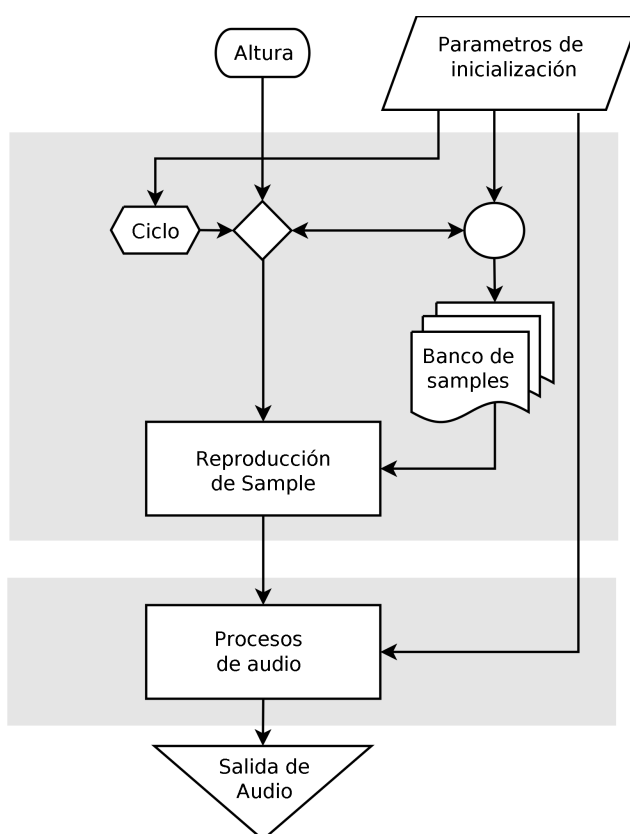 Altura
Parametros de
inicialización
Ciclo
Banco de
samples
Reproducción
de Sample
Procesos
de audio
Salida de
Audio